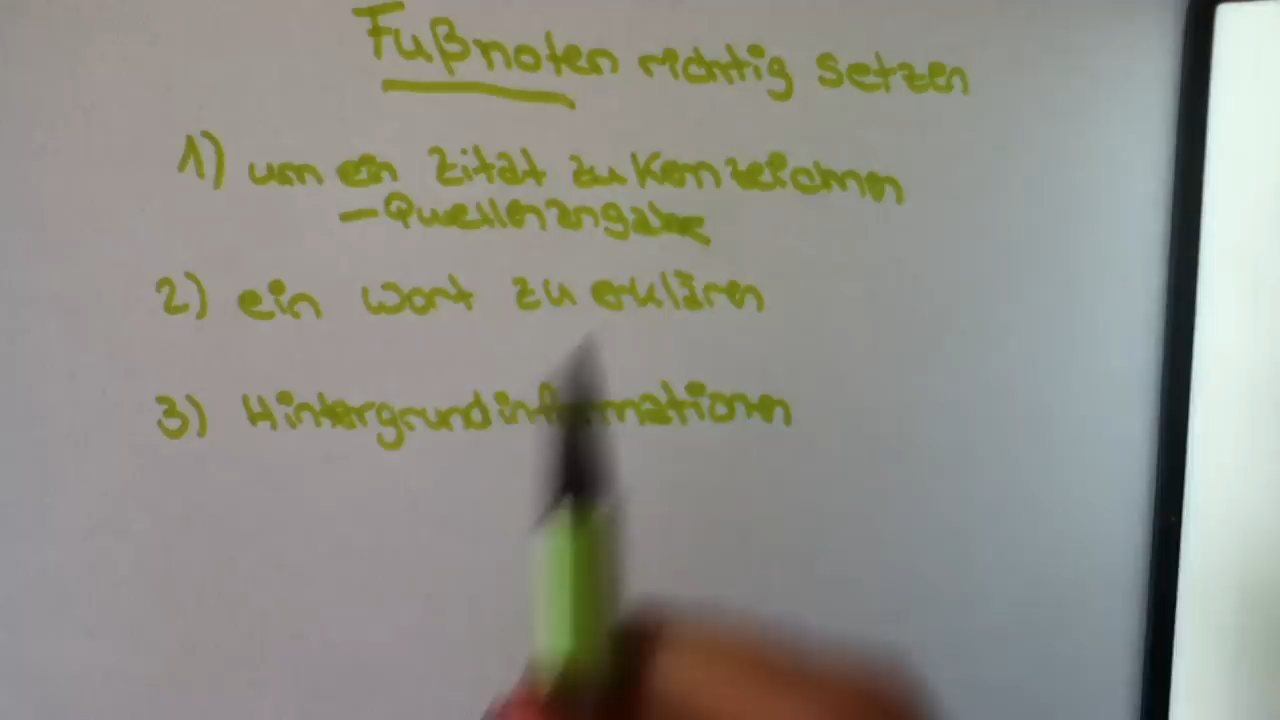 Fußnoten richtig setzen
1) um ein Zitat zu Kenzeichnen
- Quellenangabe
2) ein Wort zu erklären
3) Hintergrundinformationen